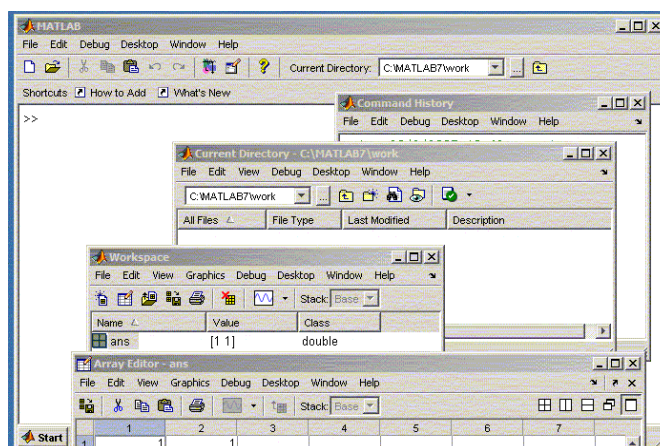 MATLAB
File Edit Debug Desktop Window Help
Current Directory: C:\MATLAB7\work
Shortcuts How to Add What's New
>>
Command History
File Edit Debug Desktop Window Help
Current Directory - C:\MATLAB7\work
File Edit View Debug Desktop Window Help
C:\MATLAB7\work
All Files File Type Last Modified Description
Workspace
File Edit View Graphics Debug Desktop Window Help
Stack: Base
Name Value Class
ans [1 1] double
Array Editor - ans
File Edit View Graphics Debug Desktop Window Help
Stack: Base
1 2 3 4 5 6 7
1 1 1
Start